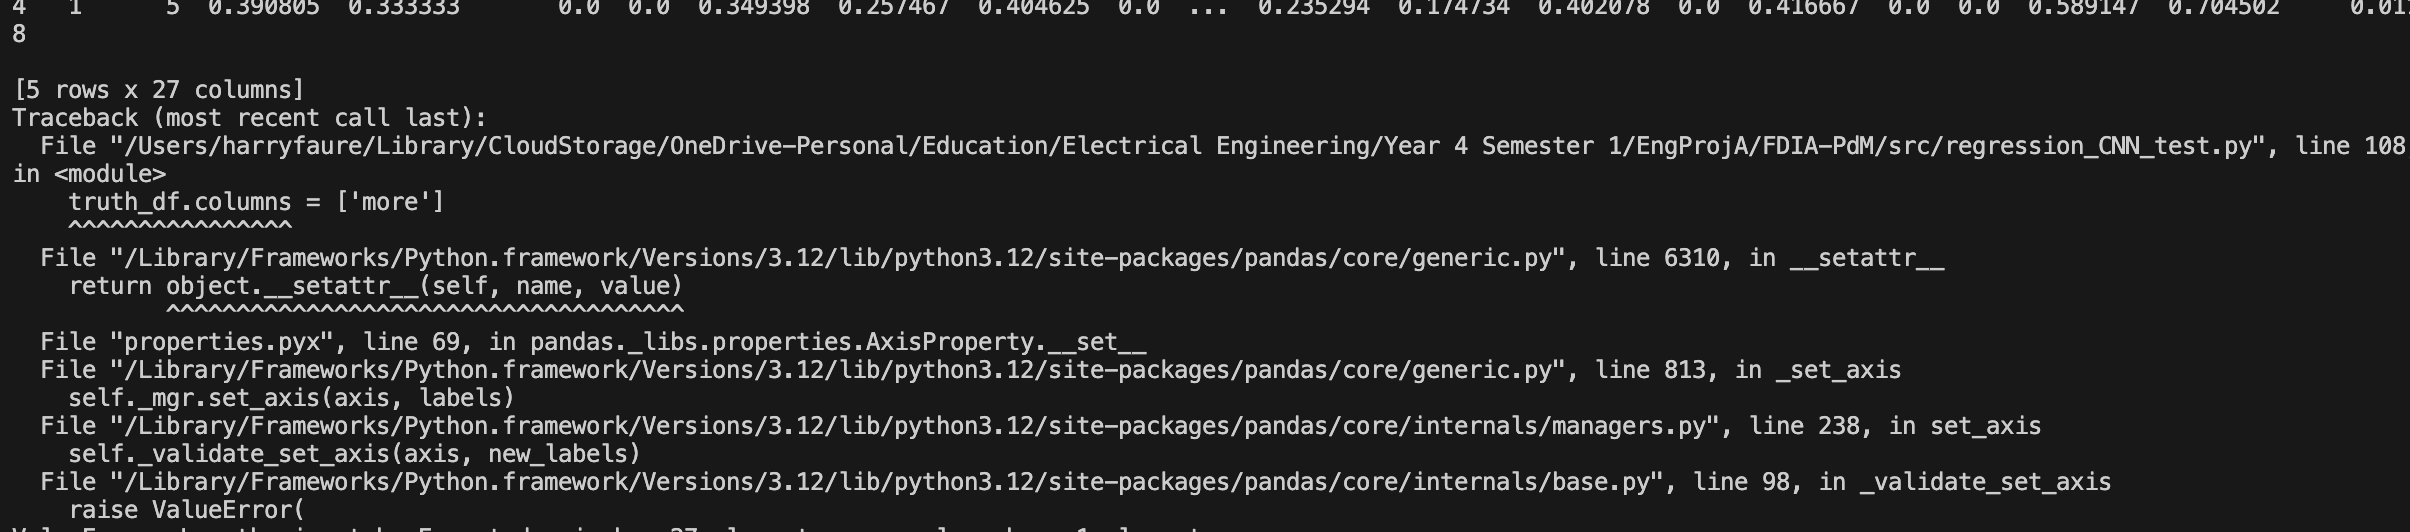 4   1      5  0.390805  0.333333       0.0  0.0  0.349398  0.257467  0.404625  0.0  ...  0.235294  0.174734  0.402078  0.0  0.416667  0.0  0.0  0.589147  0.704502     0.01
8
[5 rows x 27 columns]
Traceback (most recent call last):
  File "/Users/harryfaure/Library/CloudStorage/OneDrive-Personal/Education/Electrical Engineering/Year 4 Semester 1/EngProjA/FDIA-PdM/src/regression_CNN_test.py", line 108
in <module>
    truth_df.columns = ['more']
    ^^^^^^^^^^^^^^^^
  File "/Library/Frameworks/Python.framework/Versions/3.12/lib/python3.12/site-packages/pandas/core/generic.py", line 6310, in __setattr__
    return object.__setattr__(self, name, value)
           ^^^^^^^^^^^^^^^^^^^^^^^^^^^^^^^^^^^^^
  File "properties.pyx", line 69, in pandas._libs.properties.AxisProperty.__set__
  File "/Library/Frameworks/Python.framework/Versions/3.12/lib/python3.12/site-packages/pandas/core/generic.py", line 813, in _set_axis
    self._mgr.set_axis(axis, labels)
  File "/Library/Frameworks/Python.framework/Versions/3.12/lib/python3.12/site-packages/pandas/core/internals/managers.py", line 238, in set_axis
    self._validate_set_axis(axis, new_labels)
  File "/Library/Frameworks/Python.framework/Versions/3.12/lib/python3.12/site-packages/pandas/core/internals/base.py", line 98, in _validate_set_axis
    raise ValueError(